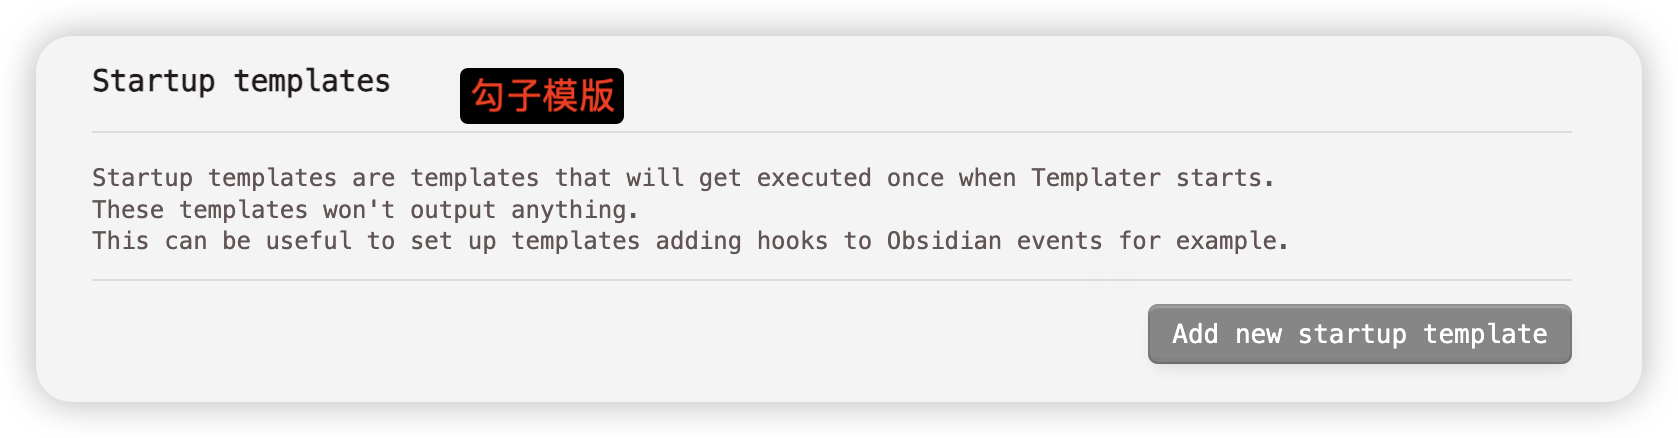 Startup templates
勾子模版
Startup templates are templates that will get executed once when Templater starts.
These templates won't output anything.
This can be useful to set up templates adding hooks to Obsidian events for example.
Add new startup template